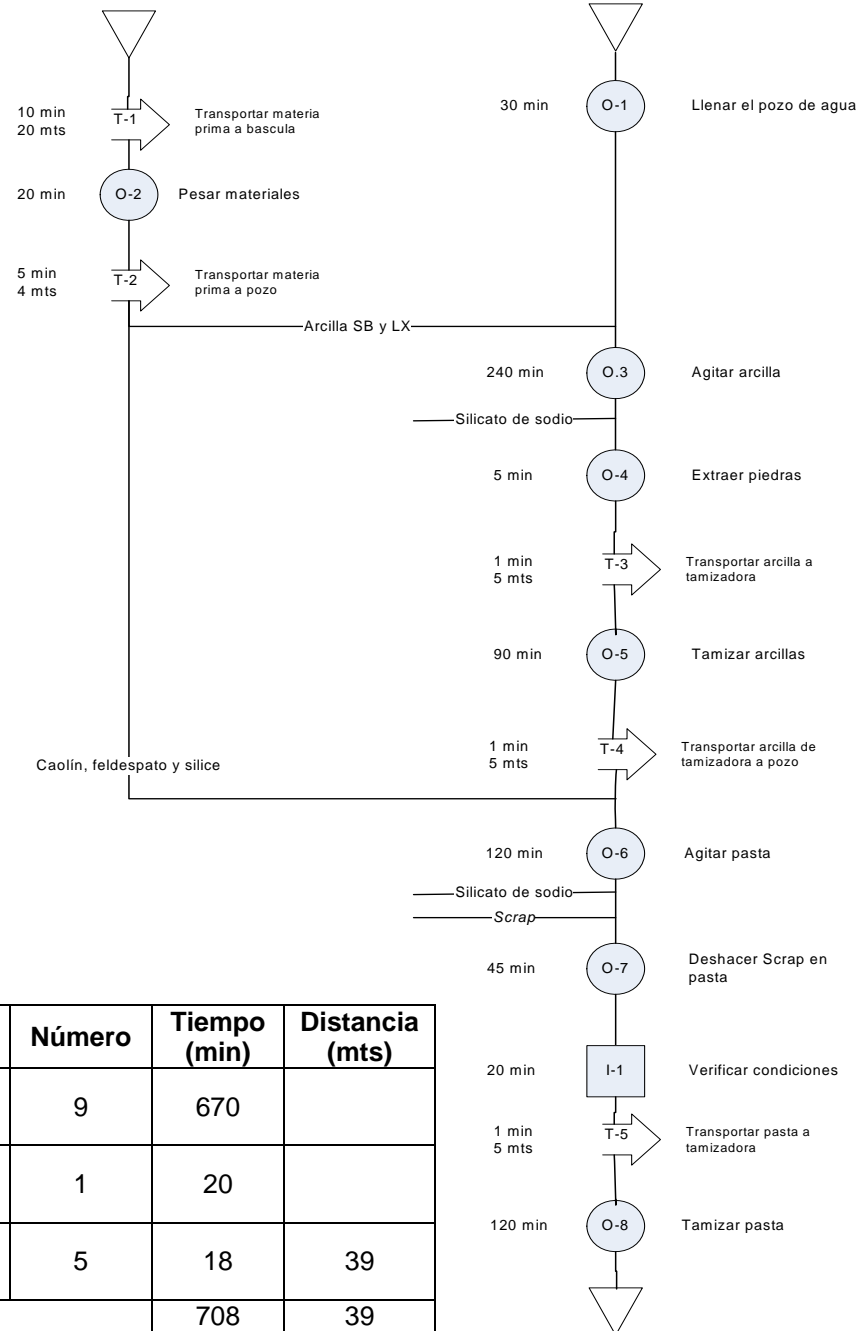 10 min
20 mts
T-1
Transportar materia
prima a bascula
20 min
O-2
Pesar materiales
5 min
4 mts
T-2
Transportar materia
prima a pozo
30 min
O-1
Llenar el pozo de agua
Arcilla SB y LX
240 min
O.3
Agitar arcilla
Silicato de sodio
5 min
O-4
Extraer piedras
1 min
5 mts
T-3
Transportar arcilla a
tamizadora
90 min
O-5
Tamizar arcillas
1 min
5 mts
T-4
Transportar arcilla de
tamizadora a pozo
Caolín, feldespato y silice
120 min
O-6
Agitar pasta
Silicato de sodio
Scrap
45 min
O-7
Deshacer Scrap en
pasta
20 min
I-1
Verificar condiciones
1 min
5 mts
T-5
Transportar pasta a
tamizadora
120 min
O-8
Tamizar pasta
Número Tiempo (min) Distancia (mts)
9 670
1 20
5 18 39
708 39